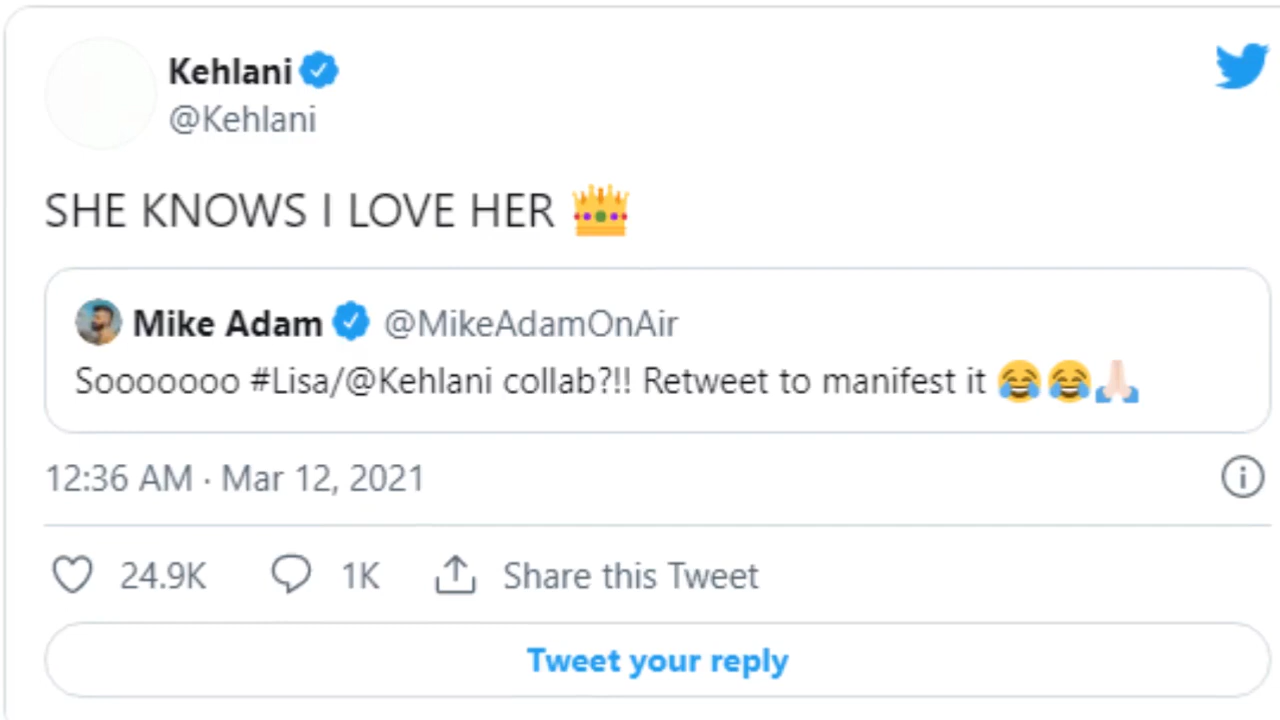 Kehlani
@Kehlani
SHE KNOWS I LOVE HER 👑
Mike Adam @MikeAdamOnAir
Sooooooo #Lisa/@Kehlani collab?!! Retweet to manifest it 😂😂🙏🏻
12:36 AM · Mar 12, 2021
24.9K 1K Share this Tweet
Tweet your reply